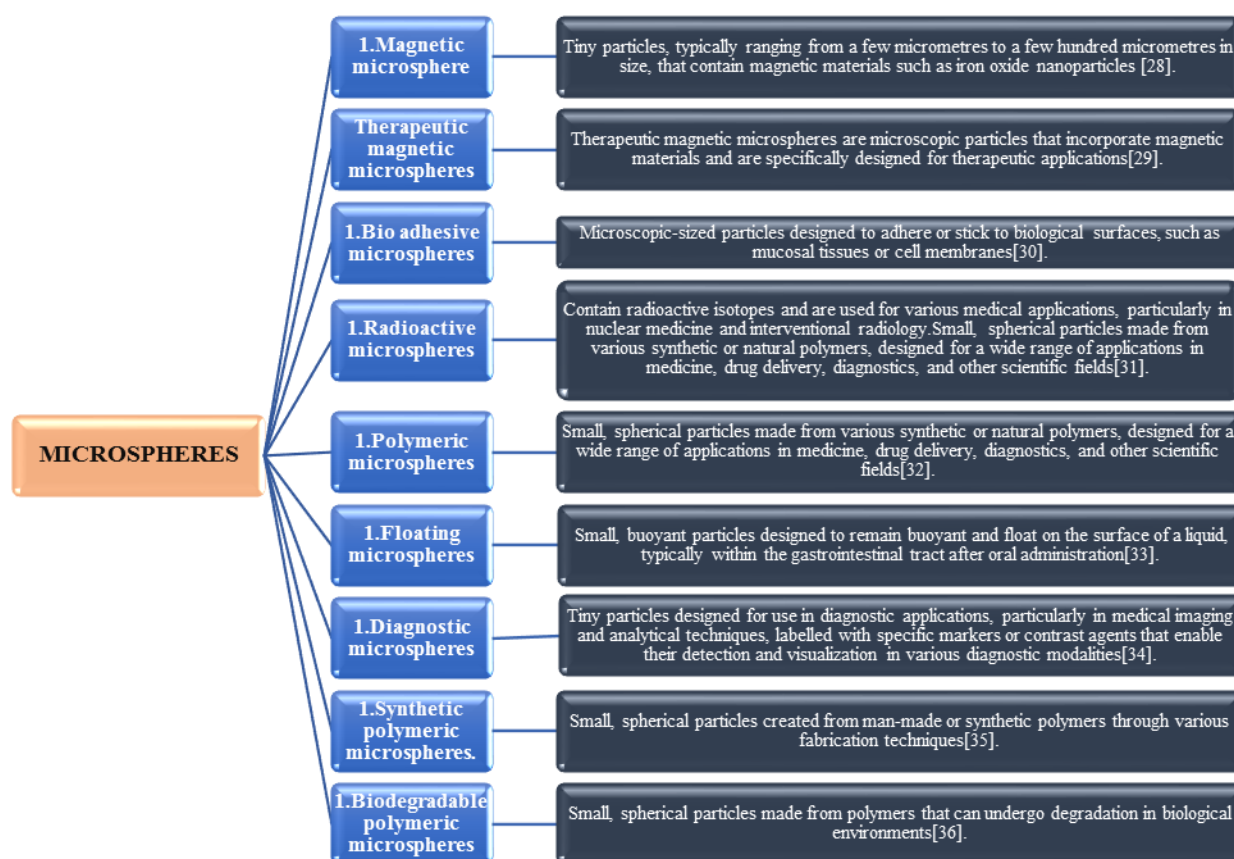 MICROSPHERES
1.Magnetic
microsphere
Tiny particles, typically ranging from a few micrometres to a few hundred micrometres in
size, that contain magnetic materials such as iron oxide nanoparticles [28].
Therapeutic
magnetic
microspheres
Therapeutic magnetic microspheres are microscopic particles that incorporate magnetic
materials and are specifically designed for therapeutic applications[29].
1.Bio adhesive
microspheres
Microscopic-sized particles designed to adhere or stick to biological surfaces, such as
mucosal tissues or cell membranes[30].
1.Radioactive
microspheres
Contain radioactive isotopes and are used for various medical applications, particularly in
nuclear medicine and interventional radiology.Small, spherical particles made from
various synthetic or natural polymers, designed for a wide range of applications in
medicine, drug delivery, diagnostics, and other scientific fields[31].
1.Polymeric
microspheres
Small, spherical particles made from various synthetic or natural polymers, designed for a
wide range of applications in medicine, drug delivery, diagnostics, and other scientific
fields[32].
1.Floating
microspheres
Small, buoyant particles designed to remain buoyant and float on the surface of a liquid,
typically within the gastrointestinal tract after oral administration[33].
1.Diagnostic
microspheres
Tiny particles designed for use in diagnostic applications, particularly in medical imaging
and analytical techniques, labelled with specific markers or contrast agents that enable
their detection and visualization in various diagnostic modalities[34].
1.Synthetic
polymeric
microspheres.
Small, spherical particles created from man-made or synthetic polymers through various
fabrication techniques[35].
1.Biodegradable
polymeric
microspheres
Small, spherical particles made from polymers that can undergo degradation in biological
environments[36].